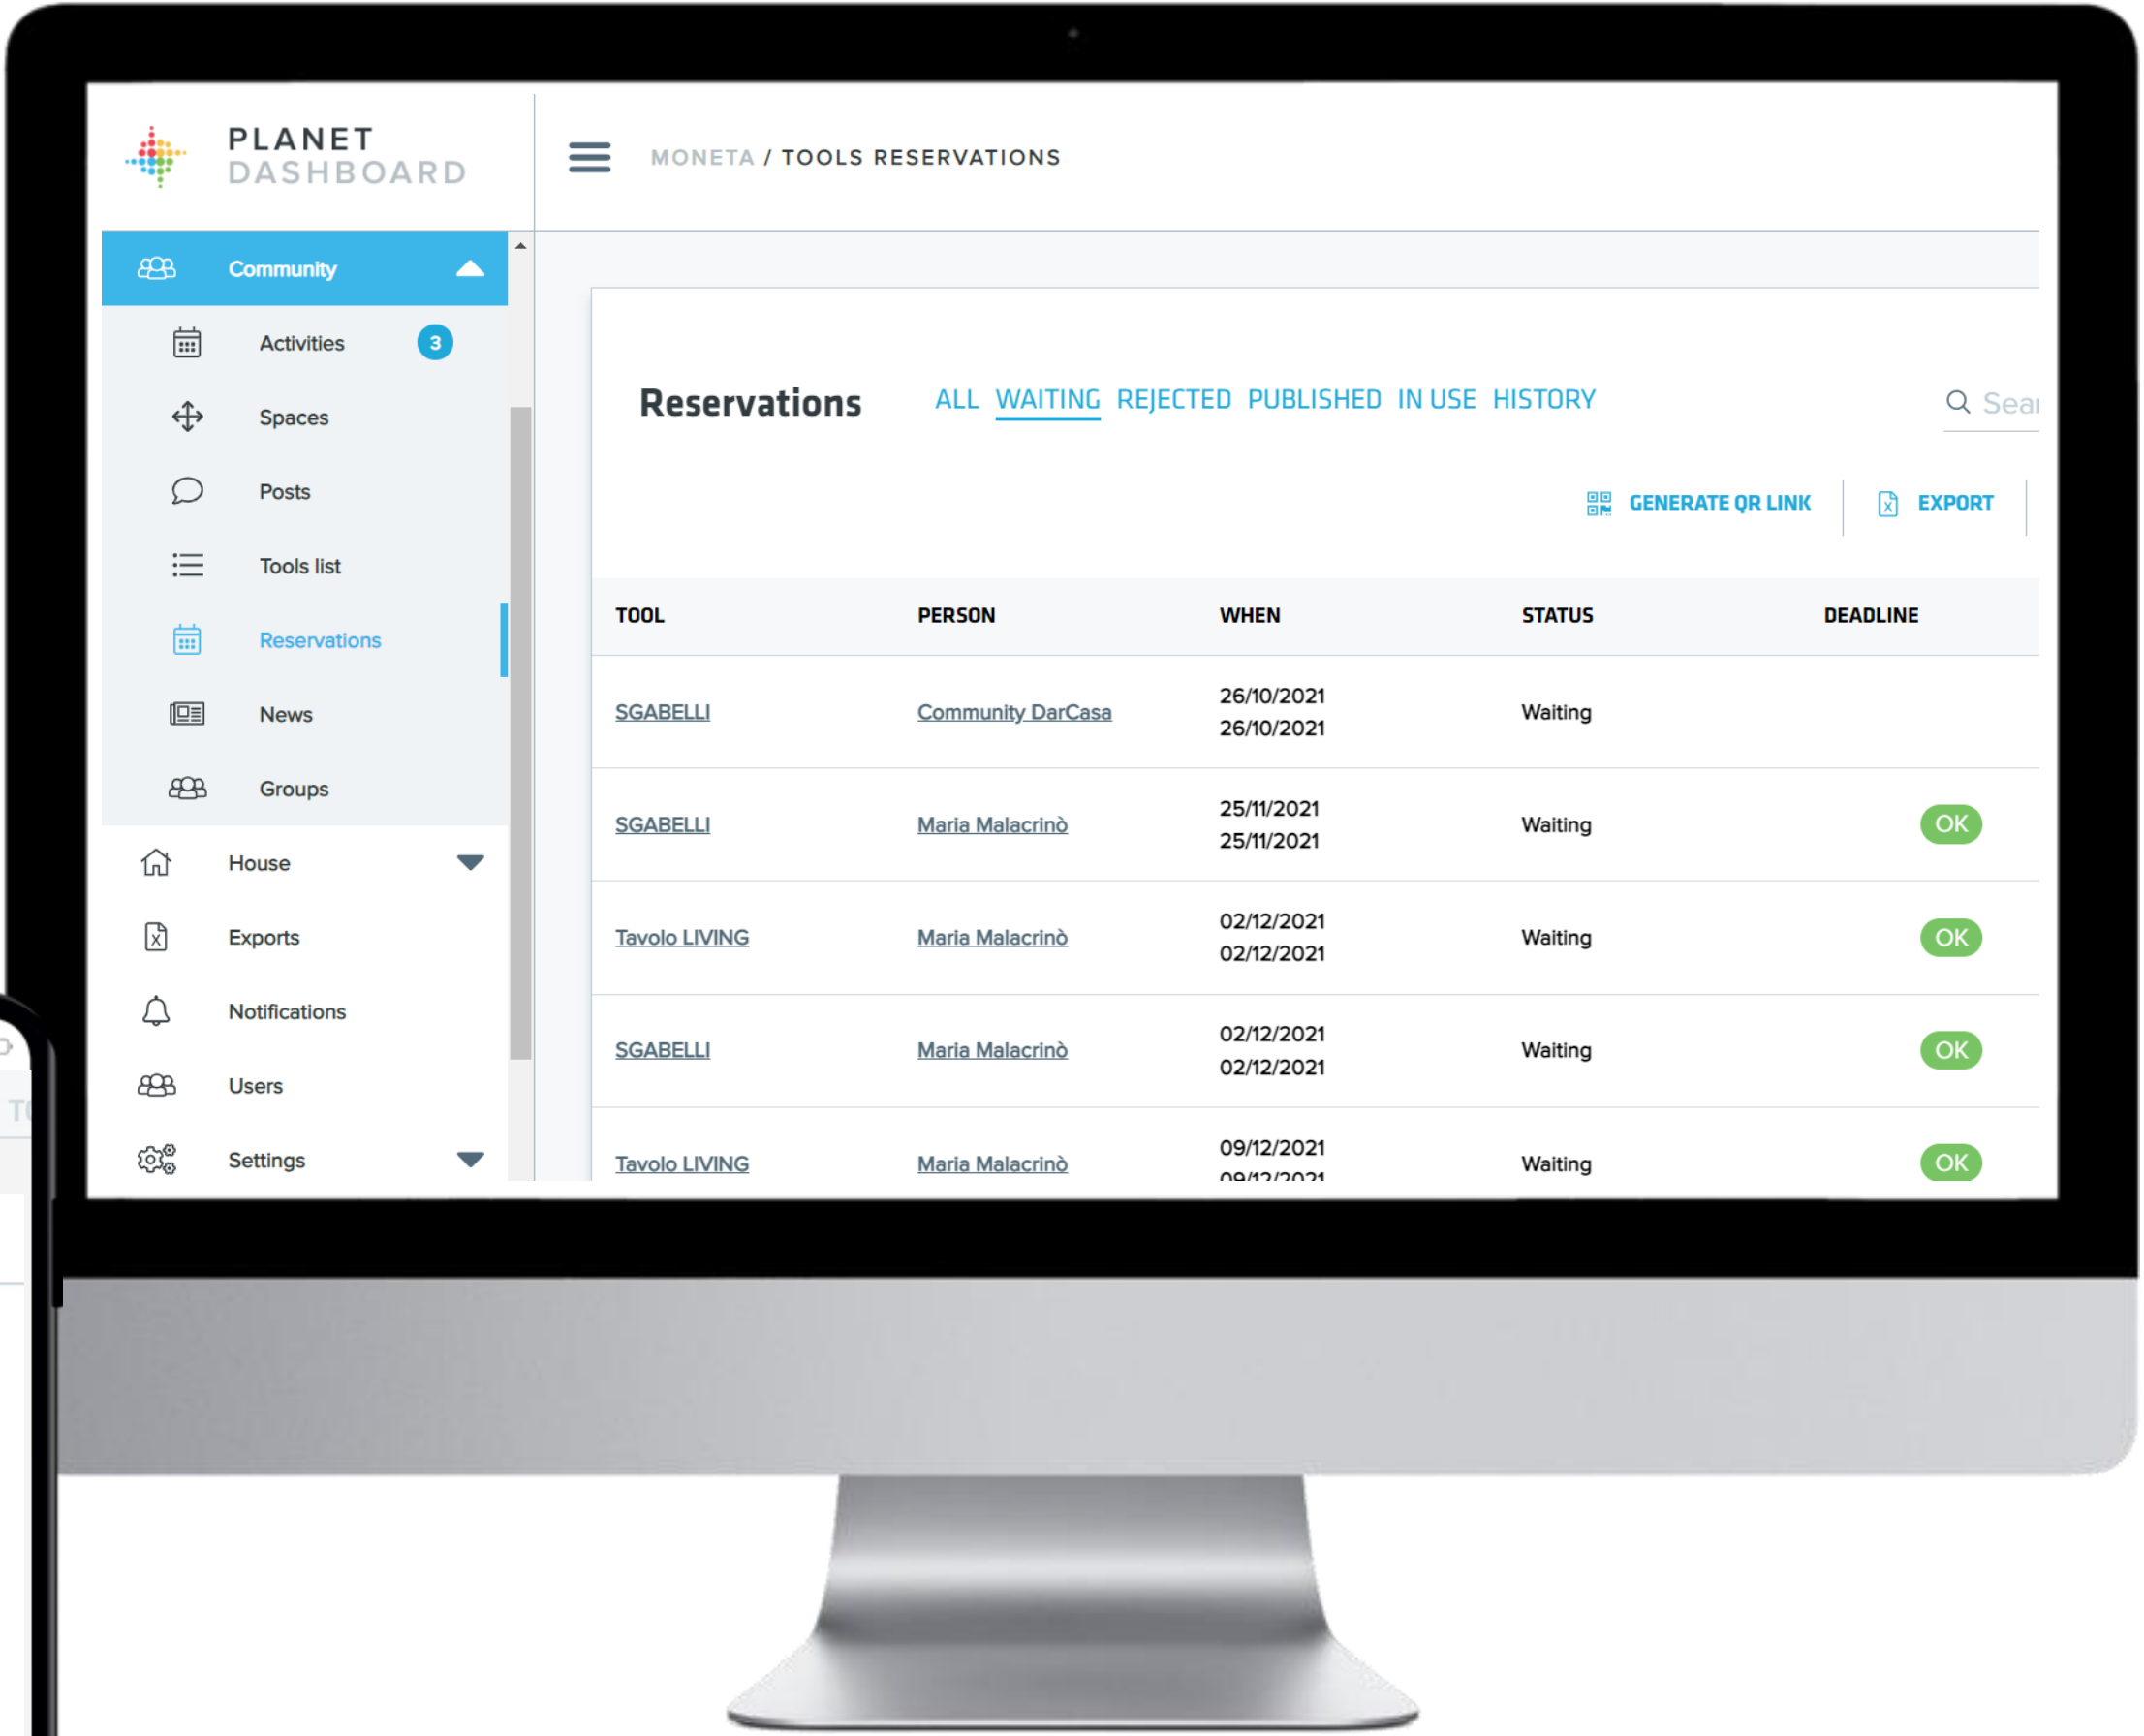 PLANET
DASHBOARD
MONETA / TOOLS RESERVATIONS
Community
Activities 3
Spaces
Posts
Tools list
Reservations
News
Groups
House
Exports
Notifications
Users
Settings
Reservations ALL WAITING REJECTED PUBLISHED IN USE HISTORY
GENERATE QR LINK EXPORT
TOOL PERSON WHEN STATUS DEADLINE
SGABELLI Community DarCasa 26/10/2021 Waiting
26/10/2021
SGABELLI Maria Malacrinò 25/11/2021 Waiting OK
25/11/2021
Tavolo LIVING Maria Malacrinò 02/12/2021 Waiting OK
02/12/2021
SGABELLI Maria Malacrinò 02/12/2021 Waiting OK
02/12/2021
Tavolo LIVING Maria Malacrinò 09/12/2021 Waiting OK
09/12/2021